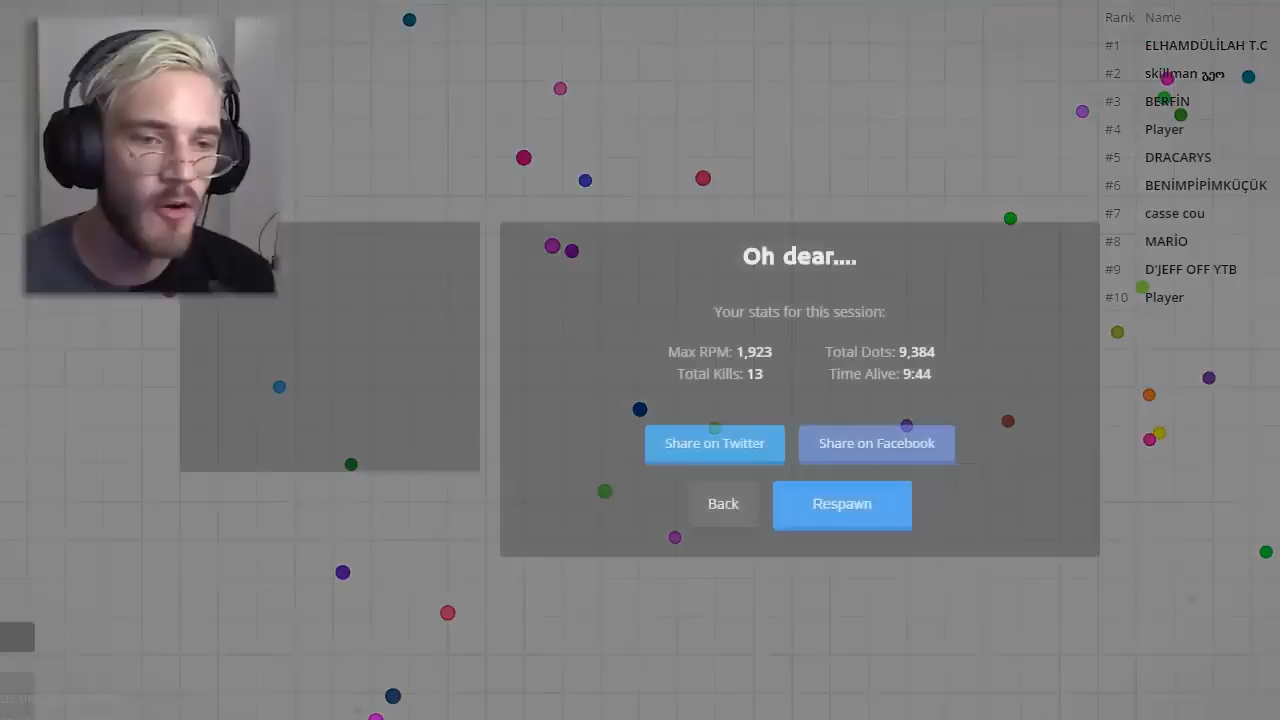 Rank Name
#1 ELHAMDÜLİLAH T.C
#2 skillman გეო
#3 BERFİN
#4 Player
#5 DRACARYS
#6 BENİMPİPİMKÜÇÜK
#7 casse cou
#8 MARİO
#9 D'JEFF OFF YTB
#10 Player
Oh dear....
Your stats for this session:
Max RPM: 1,923 Total Dots: 9,384
Total Kills: 13 Time Alive: 9:44
Share on Twitter Share on Facebook
Back Respawn